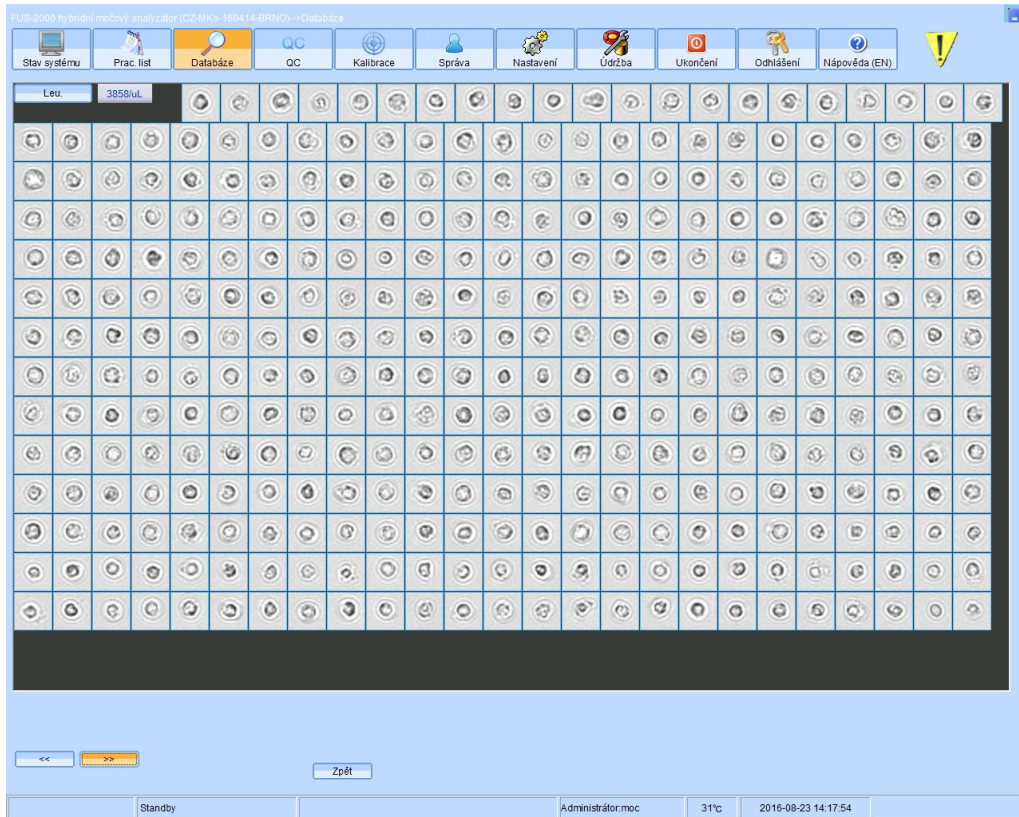 FUS-2000 hybridní močový analyzátor (CZ-MKo-160414-BRNO)-->Databáze
Stav systému
Prac. list
Databáze
QC
QC
Kalibrace
Správa
Nastavení
Údržba
Ukončení
Odhlášení
Nápověda (EN)
Leu.
3858/uL
<<
>>
Zpět
Standby
Administrátor:moc
31℃
2016-08-23 14:17:54